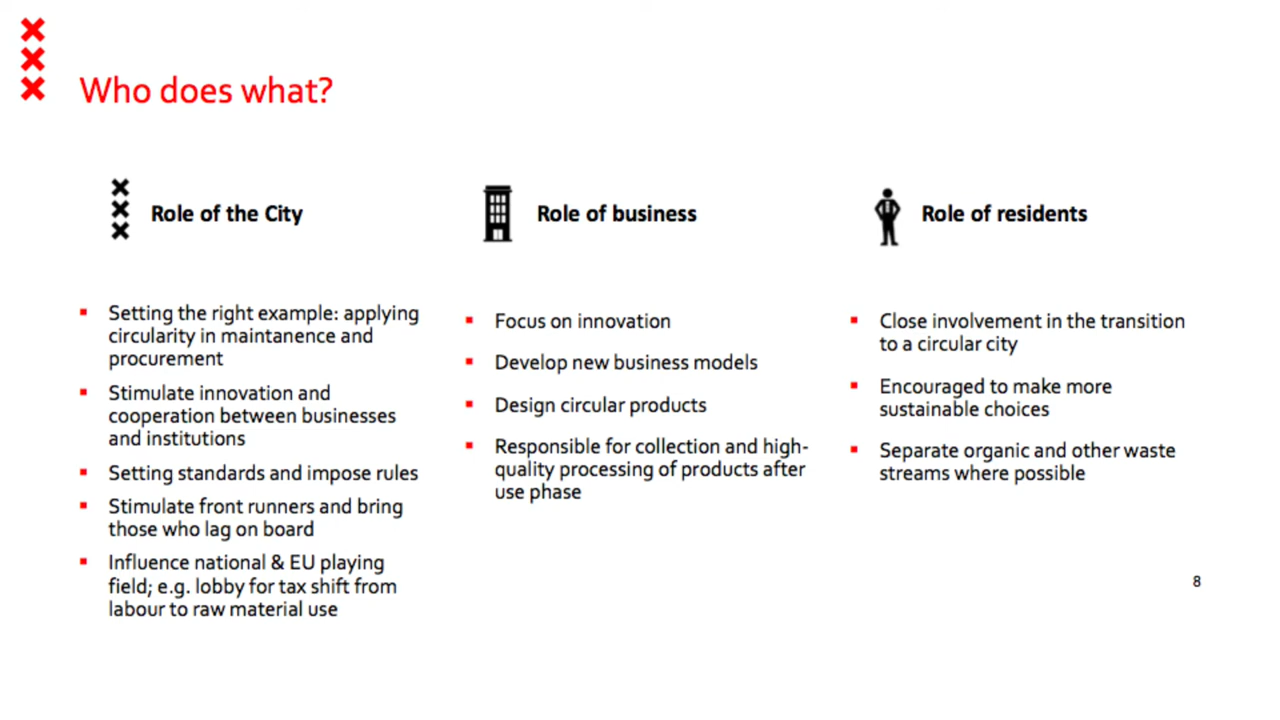 Who does what?
Role of the City
Setting the right example: applying
circularity in maintanence and
procurement
Stimulate innovation and
cooperation between businesses
and institutions
Setting standards and impose rules
Stimulate front runners and bring
those who lag on board
Influence national & EU playing
field; e.g. lobby for tax shift from
labour to raw material use
Role of business
Focus on innovation
Develop new business models
Design circular products
Responsible for collection and high-
quality processing of products after
use phase
Role of residents
Close involvement in the transition
to a circular city
Encouraged to make more
sustainable choices
Separate organic and other waste
streams where possible
8